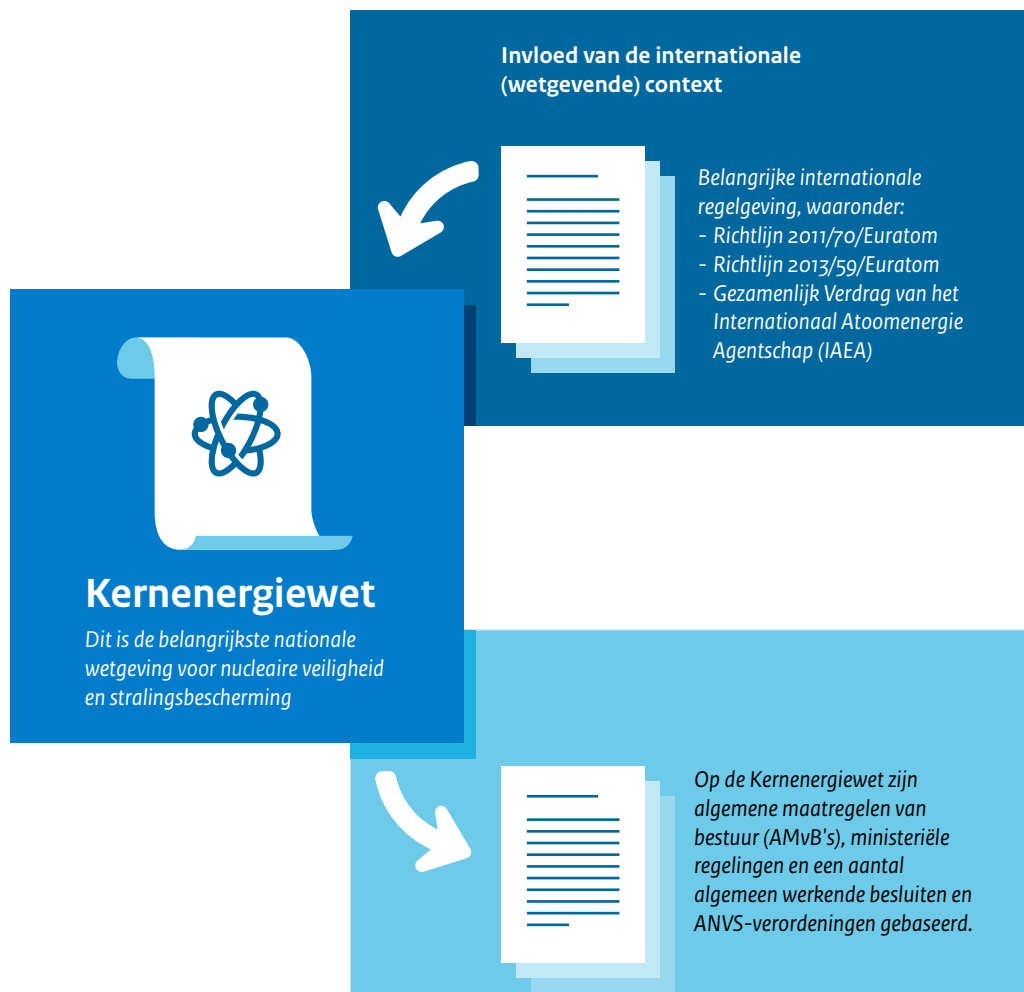 Invloed van de internationale
(wetgevende) context
Belangrijke internationale
regelgeving, waaronder:
- Richtlijn 2011/70/Euratom
- Richtlijn 2013/59/Euratom
- Gezamenlijk Verdrag van het
Internationaal Atoomenergie
Agentschap (IAEA)
Kernenergiewet
Dit is de belangrijkste nationale
wetgeving voor nucleaire veiligheid
en stralingsbescherming
Op de Kernenergiewet zijn
algemene maatregelen van
bestuur (AMvB's), ministeriële
regelingen en een aantal
algemeen werkende besluiten en
ANVS-verordeningen gebaseerd.